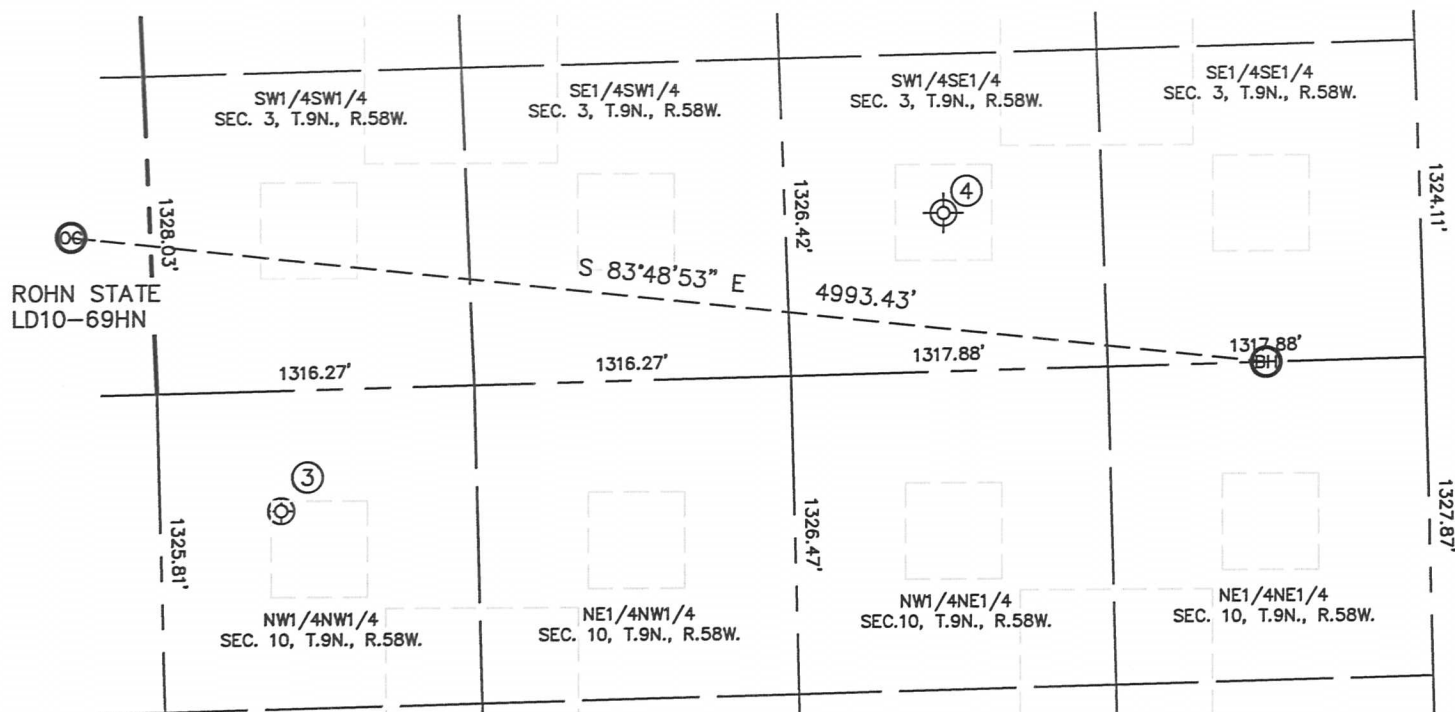 SW1/4SW1/4
SEC. 3, T.9N., R.58W.
SE1/4SW1/4
SEC. 3, T.9N., R.58W.
SW1/4SE1/4
SEC. 3, T.9N., R.58W.
SE1/4SE1/4
SEC. 3, T.9N., R.58W.
1328.03'
1326.42'
4
1324.11'
OG
ROHN STATE
LD10-69HN
S 83°48'53" E
4993.43'
1316.27'
1316.27'
1317.88'
1317.88'
BH
3
1325.81'
1326.47'
1327.87'
NW1/4NW1/4
SEC. 10, T.9N., R.58W.
NE1/4NW1/4
SEC. 10, T.9N., R.58W.
NW1/4NE1/4
SEC.10, T.9N., R.58W.
NE1/4NE1/4
SEC. 10, T.9N., R.58W.